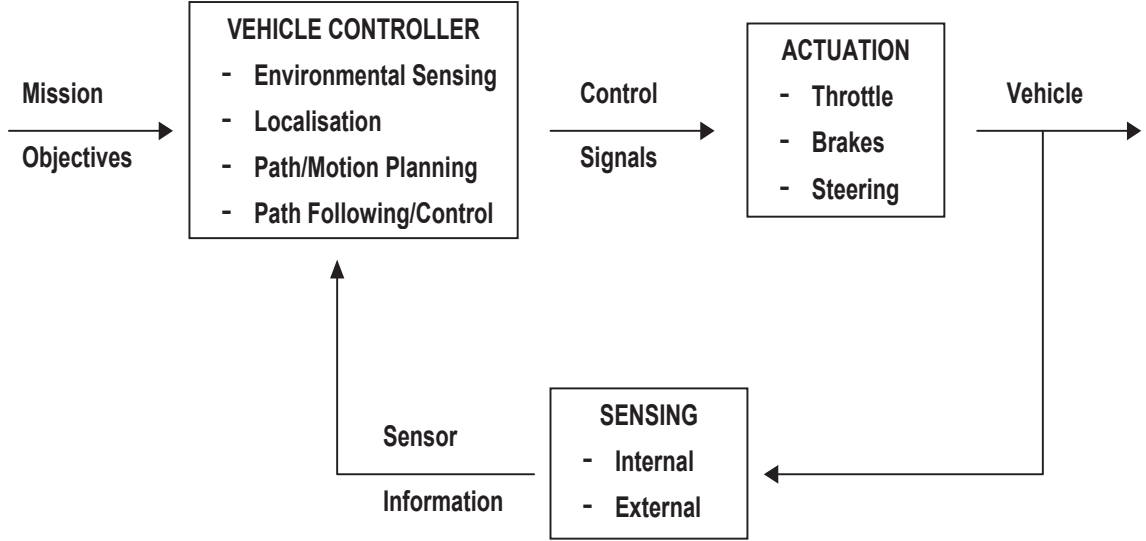 Mission
Objectives
VEHICLE CONTROLLER
- Environmental Sensing
- Localisation
- Path/Motion Planning
- Path Following/Control
Control
Signals
ACTUATION
- Throttle
- Brakes
- Steering
Vehicle
Sensor
Information
SENSING
- Internal
- External